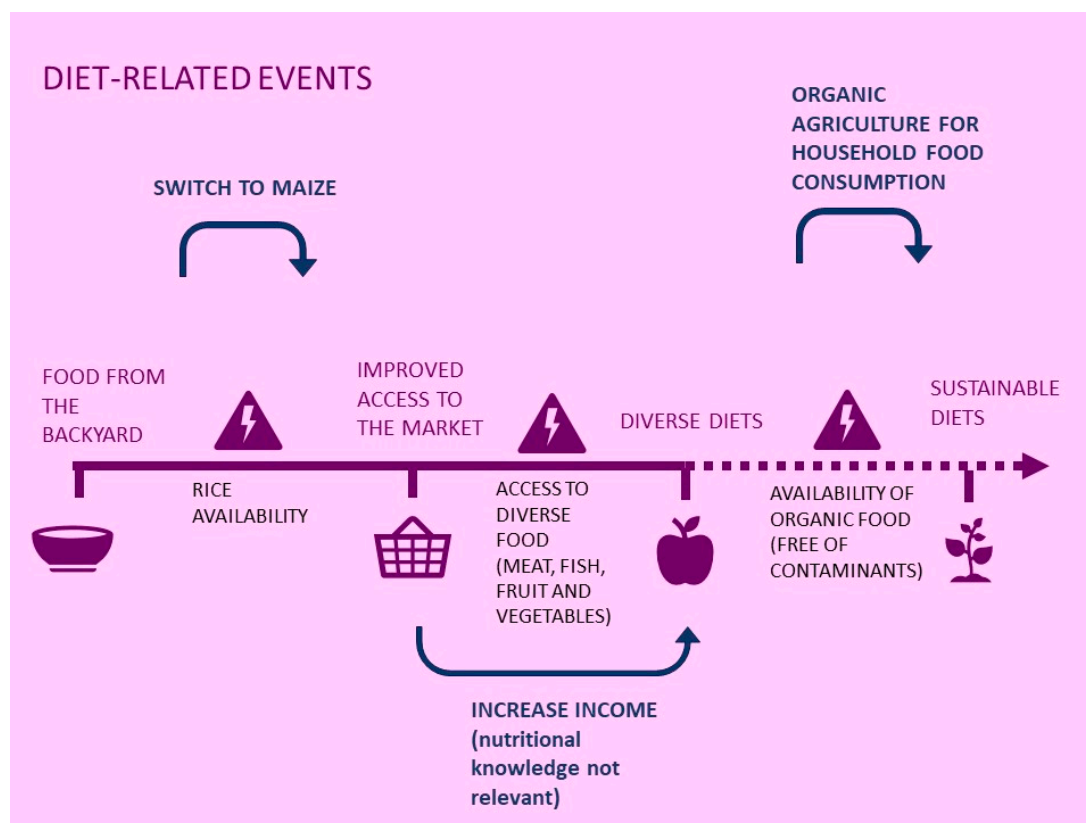 DIET-RELATED EVENTS
ORGANIC
AGRICULTURE FOR
HOUSEHOLD FOOD
CONSUMPTION
SWITCH TO MAIZE
FOOD FROM
THE
BACKYARD
IMPROVED
ACCESS TO
THE MARKET
DIVERSE DIETS
SUSTAINABLE
DIETS
RICE
AVAILABILITY
ACCESS TO
DIVERSE
FOOD
(MEAT, FISH,
FRUIT AND
VEGETABLES)
AVAILABILITY OF
ORGANIC FOOD
(FREE OF
CONTAMINANTS)
INCREASE INCOME
(nutritional
knowledge not
relevant)